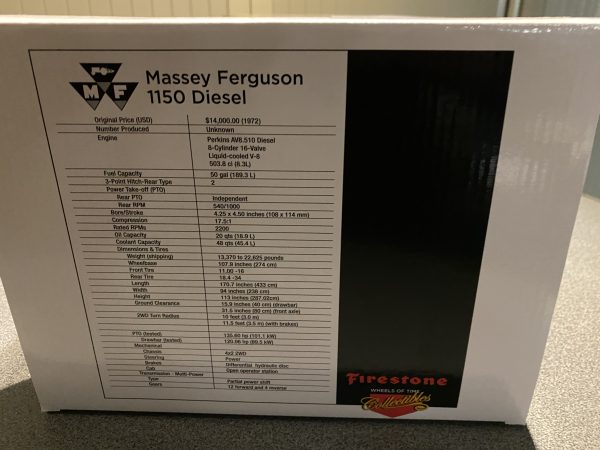 MF
Massey Ferguson
1150 Diesel
Original Price (USD) $14,000.00 (1972)
Number Produced Unknown
Engine Perkins AV8.510 Diesel
8-Cylinder 16-Valve
Liquid-cooled V-8
503.8 ci (8.3L)
Fuel Capacity 50 gal (189.3 L)
3-Point Hitch-Rear Type 2
Power Take-off (PTO)
Rear PTO Independent
Rear RPM 540/1000
Bore/Stroke 4.25 x 4.50 inches (108 x 114 mm)
Compression 17.5:1
Rated RPMs 2200
Oil Capacity 20 qts (18.9 L)
Coolant Capacity 48 qts (45.4 L)
Dimensions & Tires
Weight (shipping) 13,370 to 22,625 pounds
Wheelbase 107.9 inches (274 cm)
Front Tire 11.00 -16
Rear Tire 18.4 -34
Length 170.7 inches (433 cm)
Width 94 inches (238 cm)
Height 113 inches (287.02cm)
Ground Clearance 15.9 inches (40 cm) (drawbar)
31.5 inches (80 cm) (front axle)
2WD Turn Radius 10 feet (3.0 m)
11.5 feet (3.5 m) (with brakes)
PTO (tested) 135.60 hp (101.1 kW)
Drawbar (tested) 120.06 hp (89.5 kW)
Mechanical
Chassis 4x2 2WD
Steering Power
Brakes Differential hydraulic disc
Cab Open operator station
Transmission Multi-Power
Type Partial power shift
Gears 12 forward and 4 reverse
Firestone
WHEELS OF TIME
Collectibles